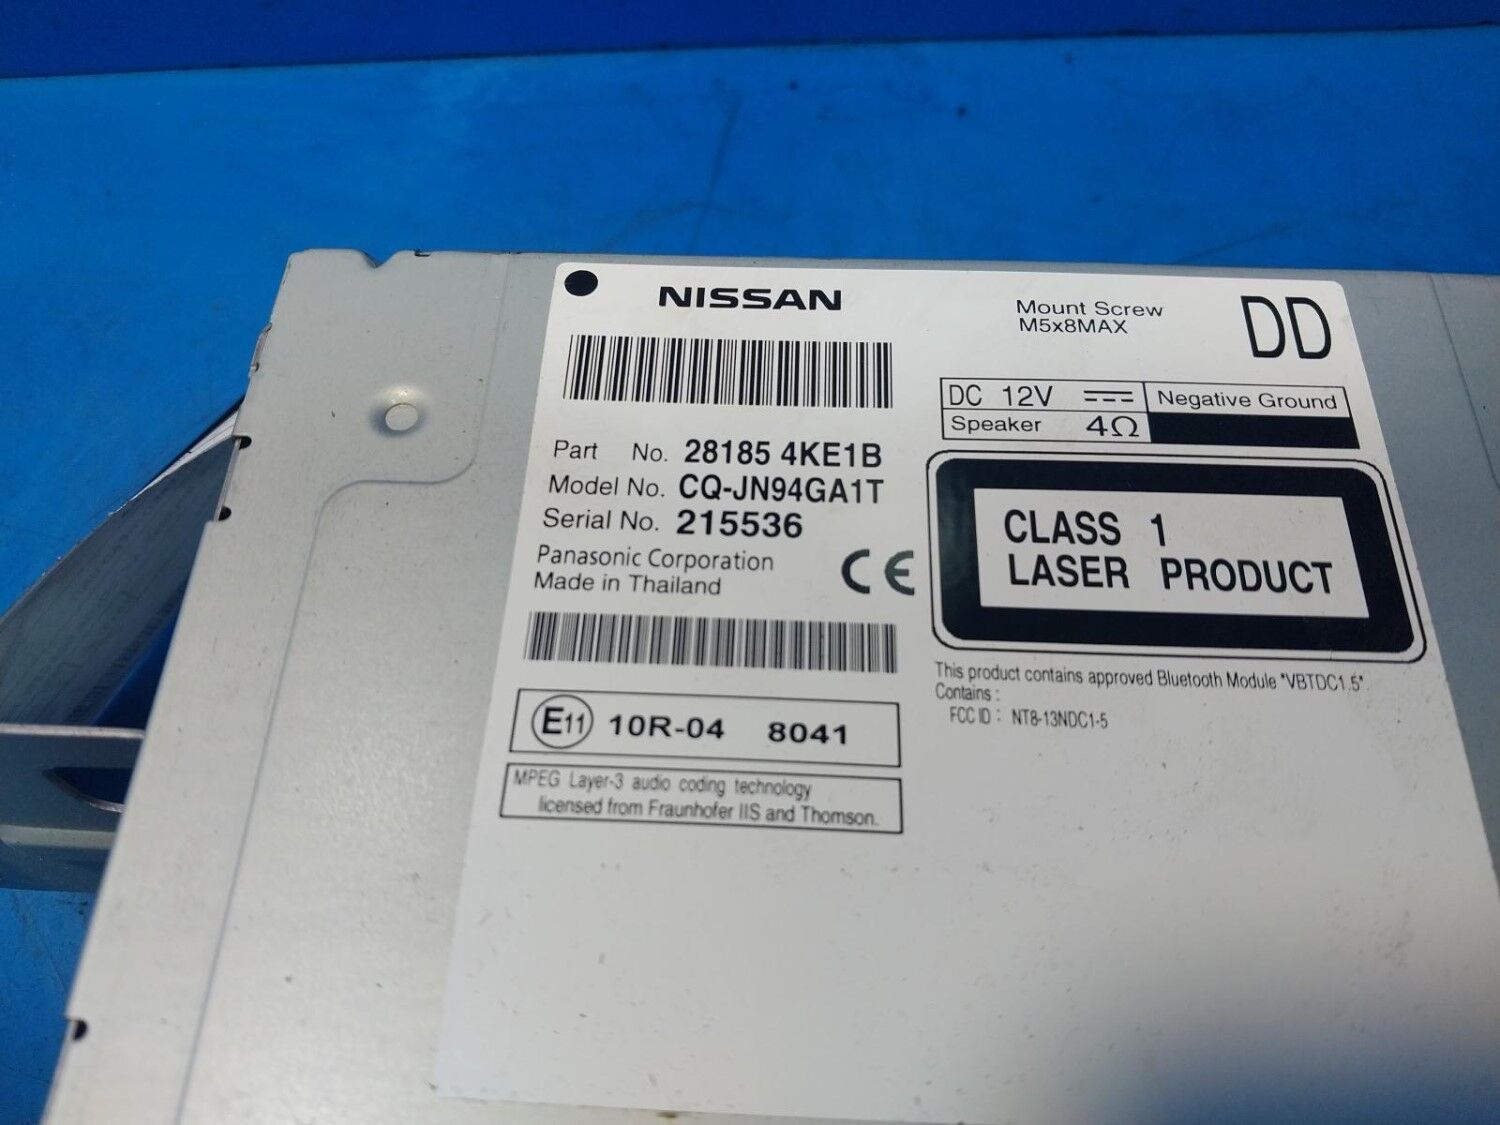 NISSAN
Mount Screw
M5x8MAX
DD
DC 12V
Negative Ground
Speaker 4Ω
Part No. 28185 4KE1B
Model No. CQ-JN94GA1T
Serial No. 215536
Panasonic Corporation
Made in Thailand
CE
CLASS 1
LASER PRODUCT
This product contains approved Bluetooth Module "VBTDC1.5".
Contains :
FCC ID : NT8-13NDC1-5
E11 10R-04 8041
MPEG Layer-3 audio coding technology
licensed from Fraunhofer IIS and Thomson.